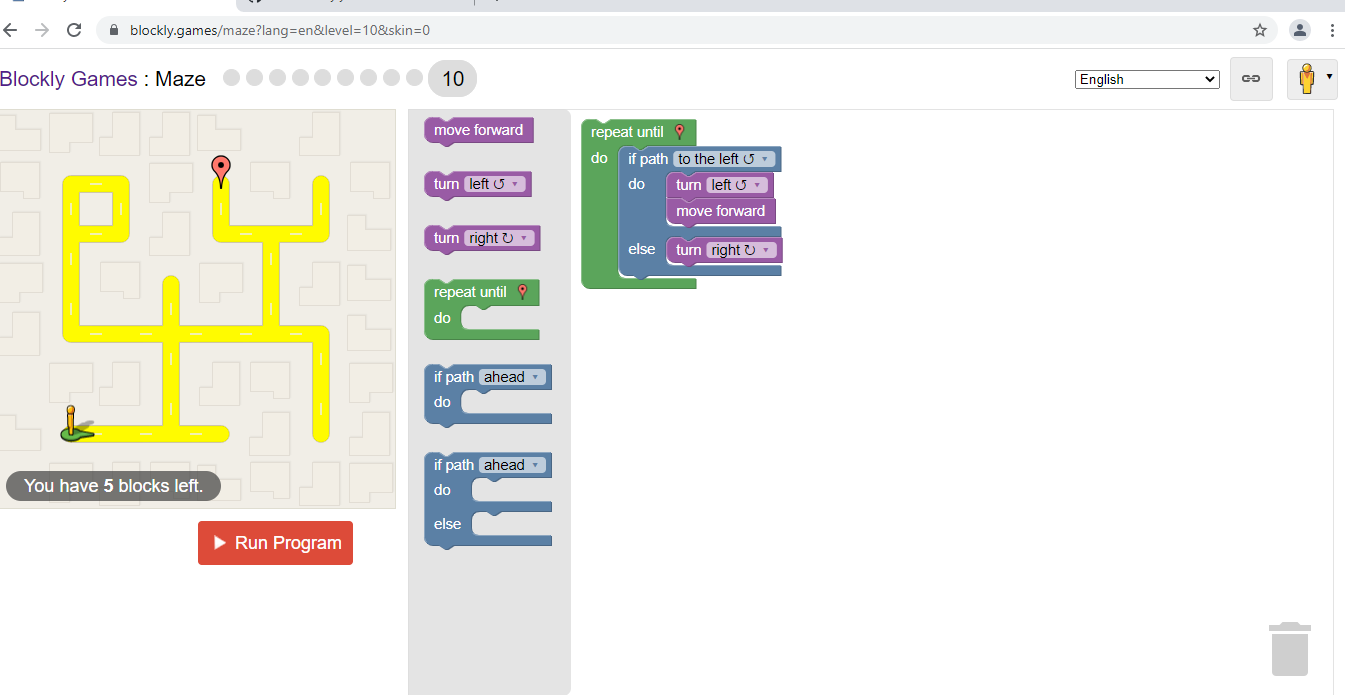 blockly.games/maze?lang=en&level=10&skin=0
Blockly Games : Maze
10
English
move forward
turn left ↺
turn right ↻
repeat until
do
if path ahead
do
if path ahead
do
else
repeat until
do
if path to the left ↺
do
turn left ↺
move forward
else
turn right ↻
You have 5 blocks left.
Run Program